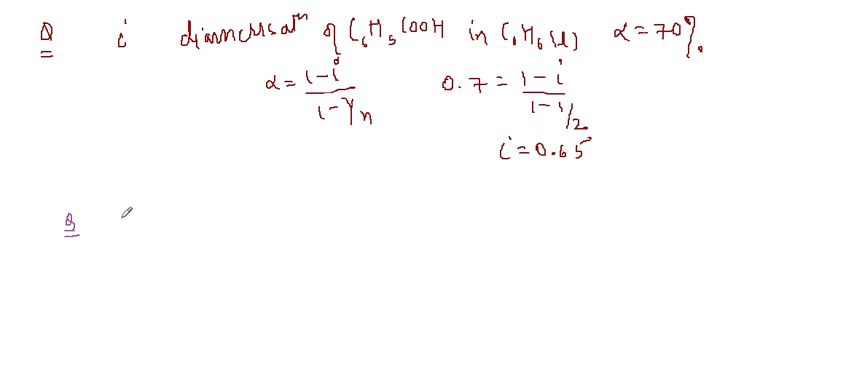 Q i dimerisatⁿ of C₆H₅COOH in C₆H₆(l) α = 70%.
α = 1-i / 1-1/n 0.7 = 1-i / 1-1/2
i = 0.65
Q